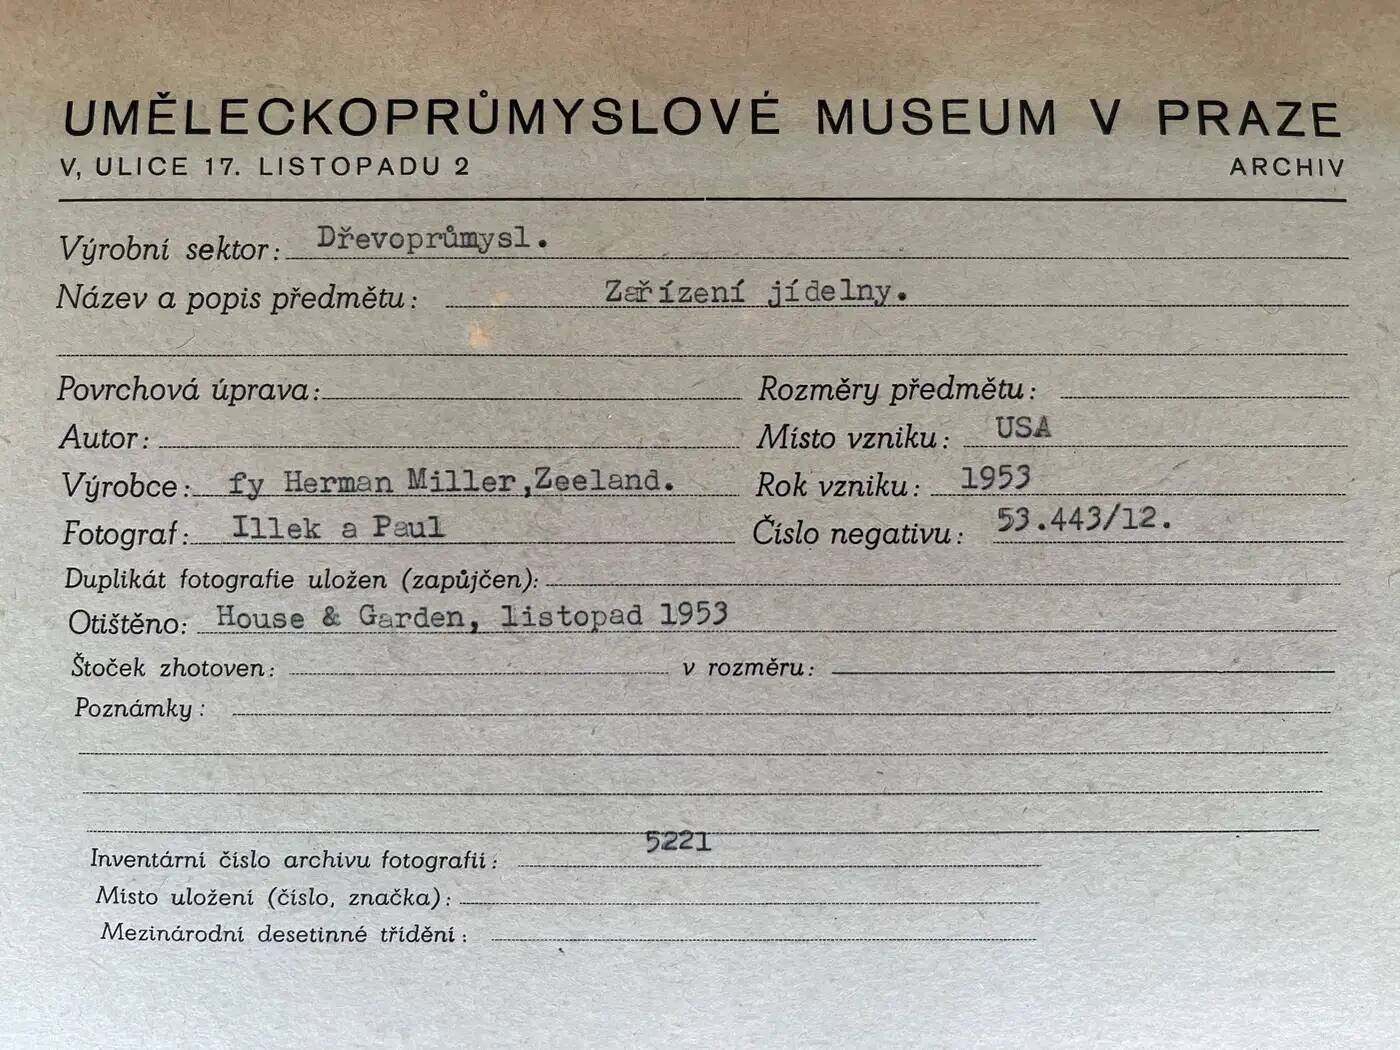 UMĚLECKOPRŮMYSLOVÉ MUSEUM V PRAZE
V, ULICE 17. LISTOPADU 2 ARCHIV
Výrobní sektor: Dřevoprůmysl.
Název a popis předmětu: Zařízení jídelny.
Povrchová úprava: Rozměry předmětu:
Autor: Místo vzniku: USA
Výrobce: fy Herman Miller,Zeeland. Rok vzniku: 1953
Fotograf: Illek a Paul Číslo negativu: 53.443/12.
Duplikát fotografie uložen (zapůjčen):
Otištěno: House & Garden, listopad 1953
Štoček zhotoven: v rozměru:
Poznámky:
5221
Inventární číslo archivu fotografií:
Místo uložení (číslo, značka):
Mezinárodní desetinné třídění: